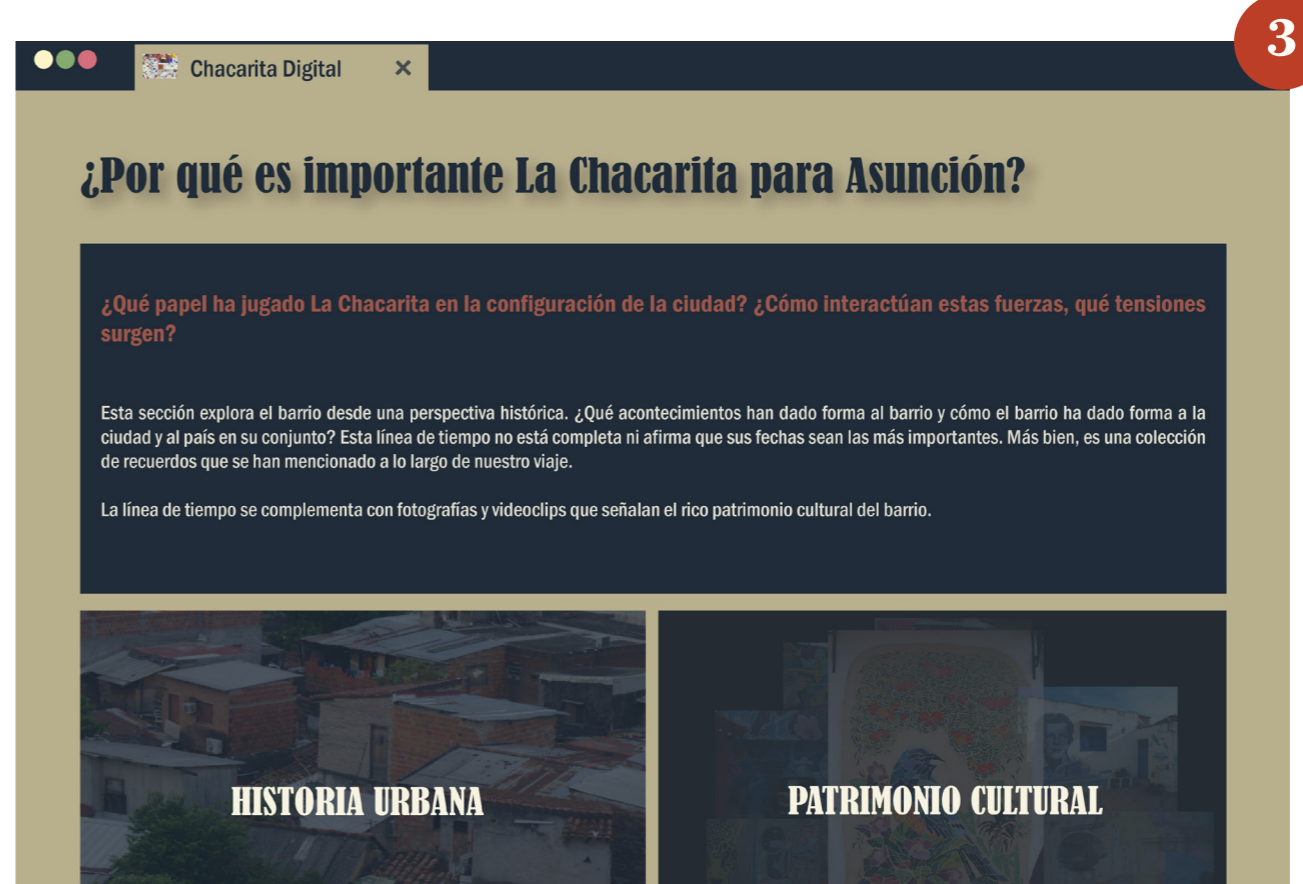 3
Chacarita Digital ×
¿Por qué es importante La Chacarita para Asunción?
¿Qué papel ha jugado La Chacarita en la configuración de la ciudad? ¿Cómo interactúan estas fuerzas, qué tensiones
surgen?
Esta sección explora el barrio desde una perspectiva histórica. ¿Qué acontecimientos han dado forma al barrio y cómo el barrio ha dado forma a la
ciudad y al país en su conjunto? Esta línea de tiempo no está completa ni afirma que sus fechas sean las más importantes. Más bien, es una colección
de recuerdos que se han mencionado a lo largo de nuestro viaje.
La línea de tiempo se complementa con fotografías y videoclips que señalan el rico patrimonio cultural del barrio.
HISTORIA URBANA
PATRIMONIO CULTURAL